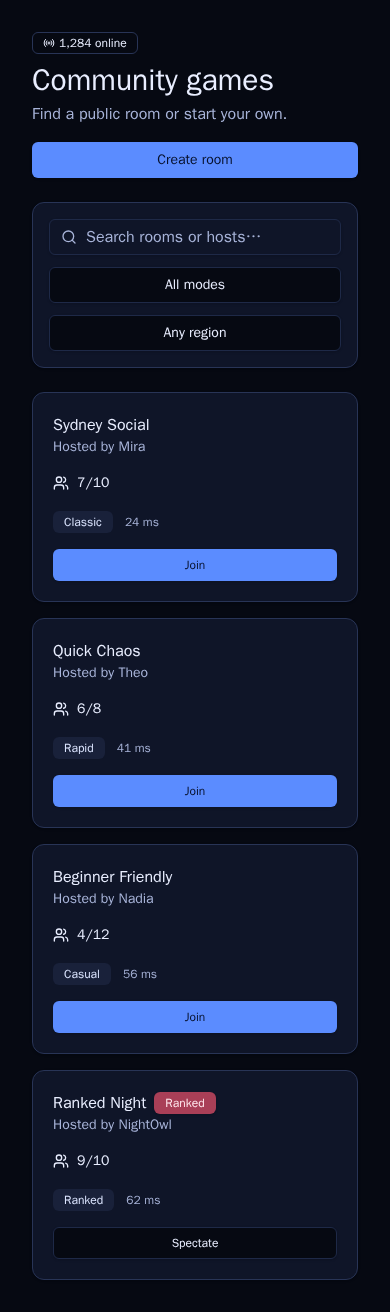 1,284 online
Community games
Find a public room or start your own.
Create room
Search rooms or hosts···
All modes
Any region
Sydney Social
Hosted by Mira
7/10
Classic 24 ms
Join
Quick Chaos
Hosted by Theo
6/8
Rapid 41 ms
Join
Beginner Friendly
Hosted by Nadia
4/12
Casual 56 ms
Join
Ranked Night Ranked
Hosted by NightOwl
9/10
Ranked 62 ms
Spectate